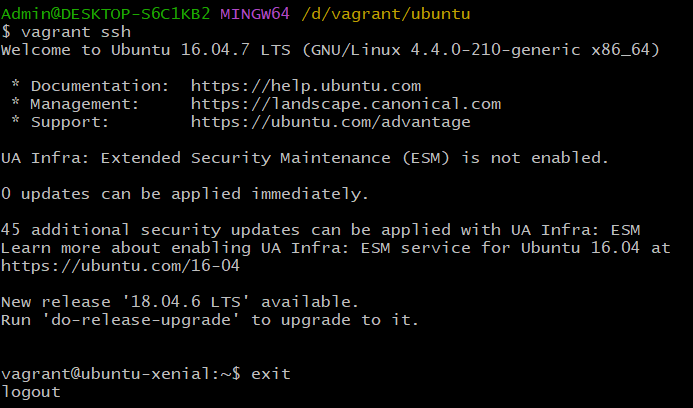 Admin@DESKTOP-S6C1KB2 MINGW64 /d/vagrant/ubuntu
$ vagrant ssh
Welcome to Ubuntu 16.04.7 LTS (GNU/Linux 4.4.0-210-generic x86_64)
* Documentation:  https://help.ubuntu.com
* Management:     https://landscape.canonical.com
* Support:        https://ubuntu.com/advantage
UA Infra: Extended Security Maintenance (ESM) is not enabled.
0 updates can be applied immediately.
45 additional security updates can be applied with UA Infra: ESM
Learn more about enabling UA Infra: ESM service for Ubuntu 16.04 at
https://ubuntu.com/16-04
New release '18.04.6 LTS' available.
Run 'do-release-upgrade' to upgrade to it.
vagrant@ubuntu-xenial:~$ exit
logout